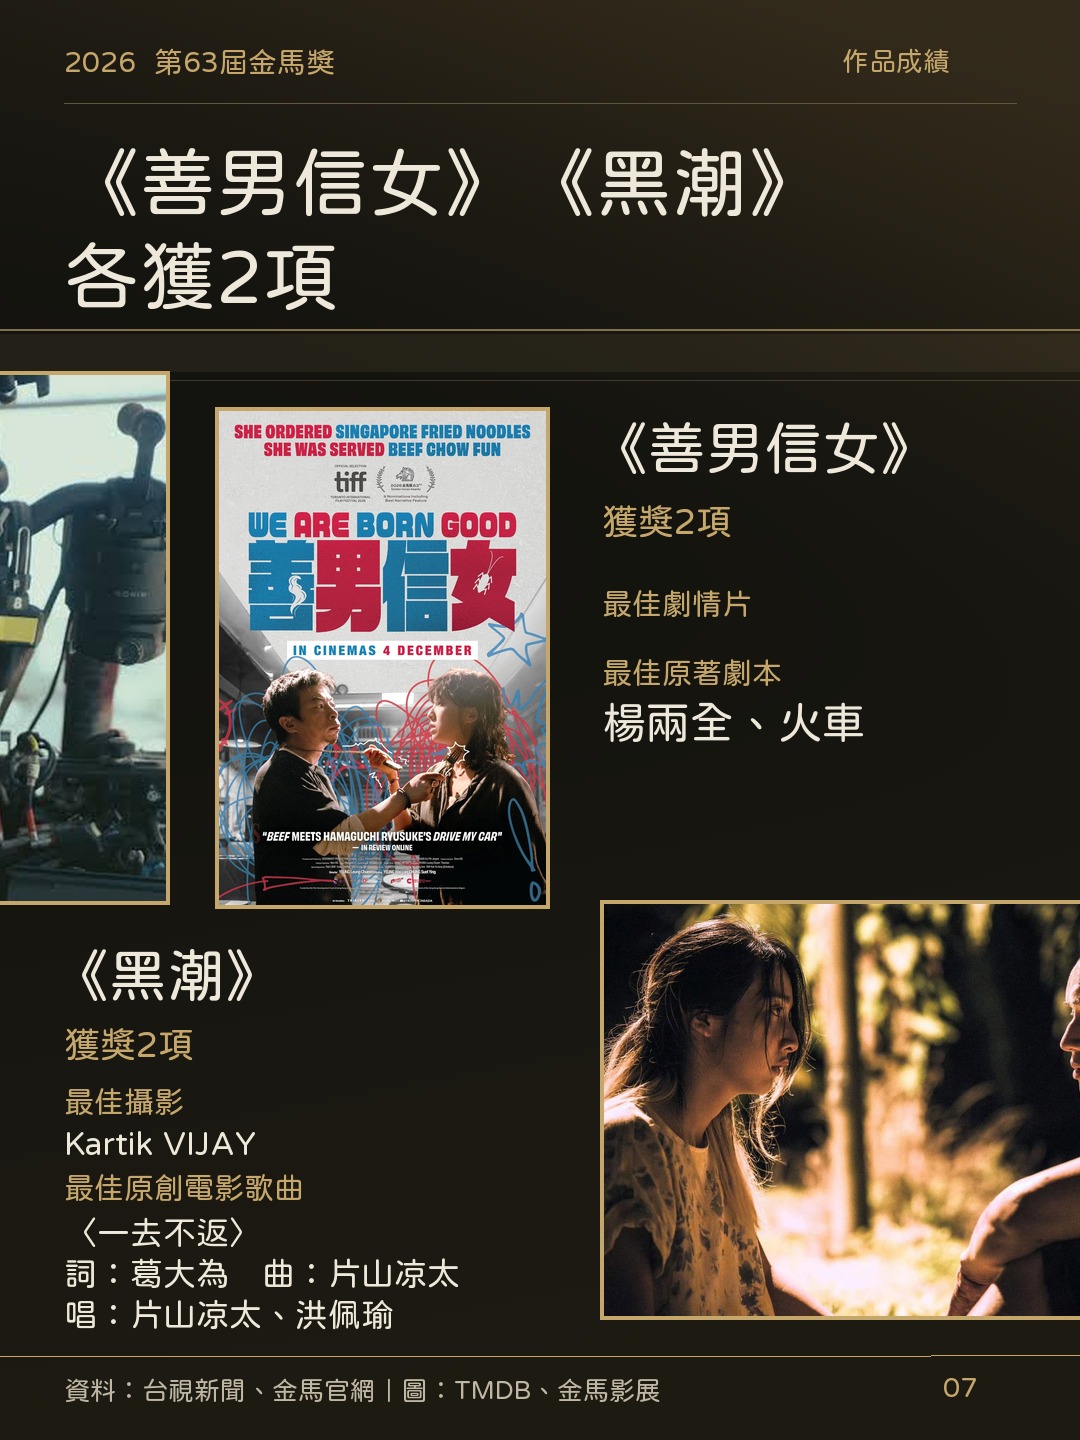 2026 第63屆金馬獎
作品成績
《善男信女》《黑潮》
各獲2項
SHE ORDERED SINGAPORE FRIED NOODLES
SHE WAS SERVED BEEF CHOW FUN
OFFICIAL SELECTION
tiff
WE ARE BORN GOOD
善男信女
IN CINEMAS 4 DECEMBER
"BEEF MEETS HAMAGUCHI RYUSUKE'S DRIVE MY CAR"
— IN REVIEW ONLINE
《善男信女》
獲獎2項
最佳劇情片
最佳原著劇本
楊兩全、火車
《黑潮》
獲獎2項
最佳攝影
Kartik VIJAY
最佳原創電影歌曲
〈一去不返〉
詞：葛大為　曲：片山凉太
唱：片山凉太、洪佩瑜
資料：台視新聞、金馬官網｜圖：TMDB、金馬影展
07